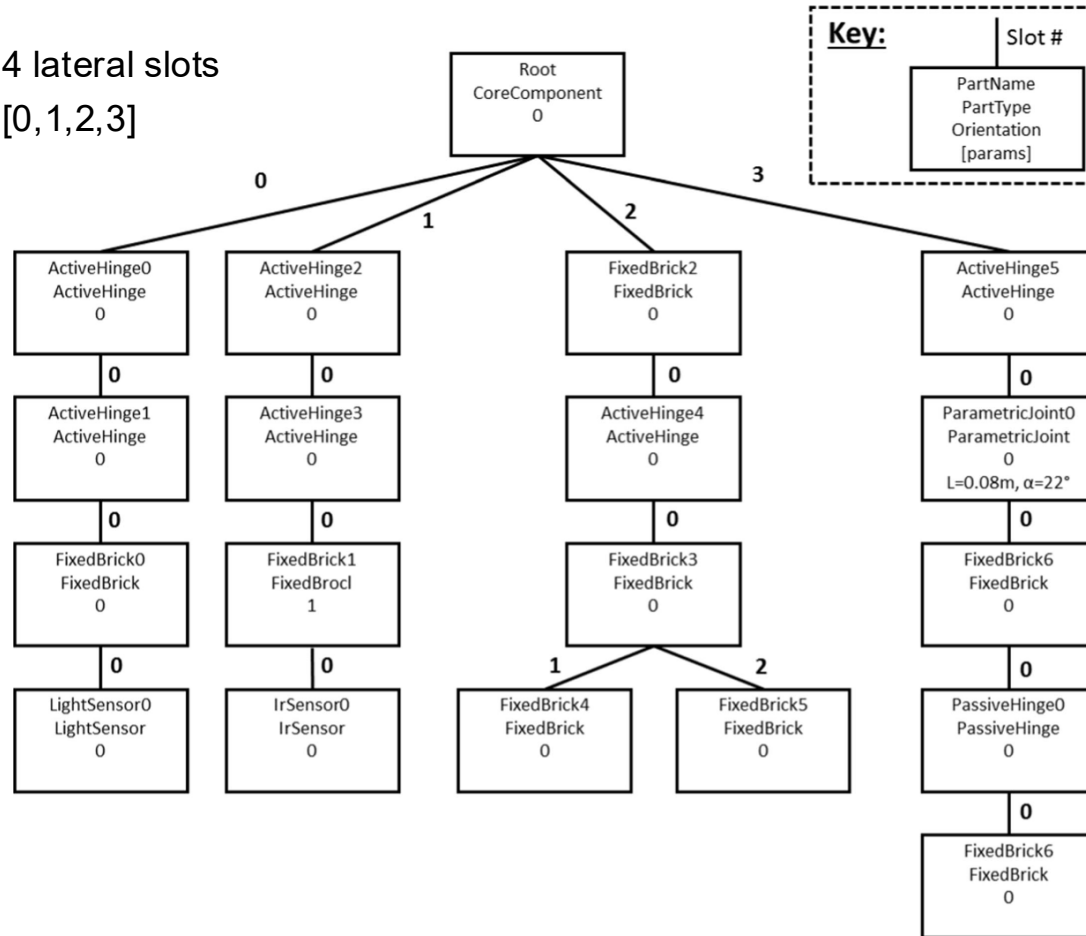 4 lateral slots
[0,1,2,3]
Key:
Slot #
PartName
PartType
Orientation
[params]
Root
CoreComponent
0
0
1
2
3
ActiveHinge0
ActiveHinge
0
ActiveHinge2
ActiveHinge
0
FixedBrick2
FixedBrick
0
ActiveHinge5
ActiveHinge
0
0
0
0
0
ActiveHinge1
ActiveHinge
0
ActiveHinge3
ActiveHinge
0
ActiveHinge4
ActiveHinge
0
ParametricJoint0
ParametricJoint
0
L=0.08m, α=22°
0
0
0
0
FixedBrick0
FixedBrick
0
FixedBrick1
FixedBrocl
1
FixedBrick3
FixedBrick
0
FixedBrick6
FixedBrick
0
0
0
1
2
0
LightSensor0
LightSensor
0
IrSensor0
IrSensor
0
FixedBrick4
FixedBrick
0
FixedBrick5
FixedBrick
0
PassiveHinge0
PassiveHinge
0
0
FixedBrick6
FixedBrick
0